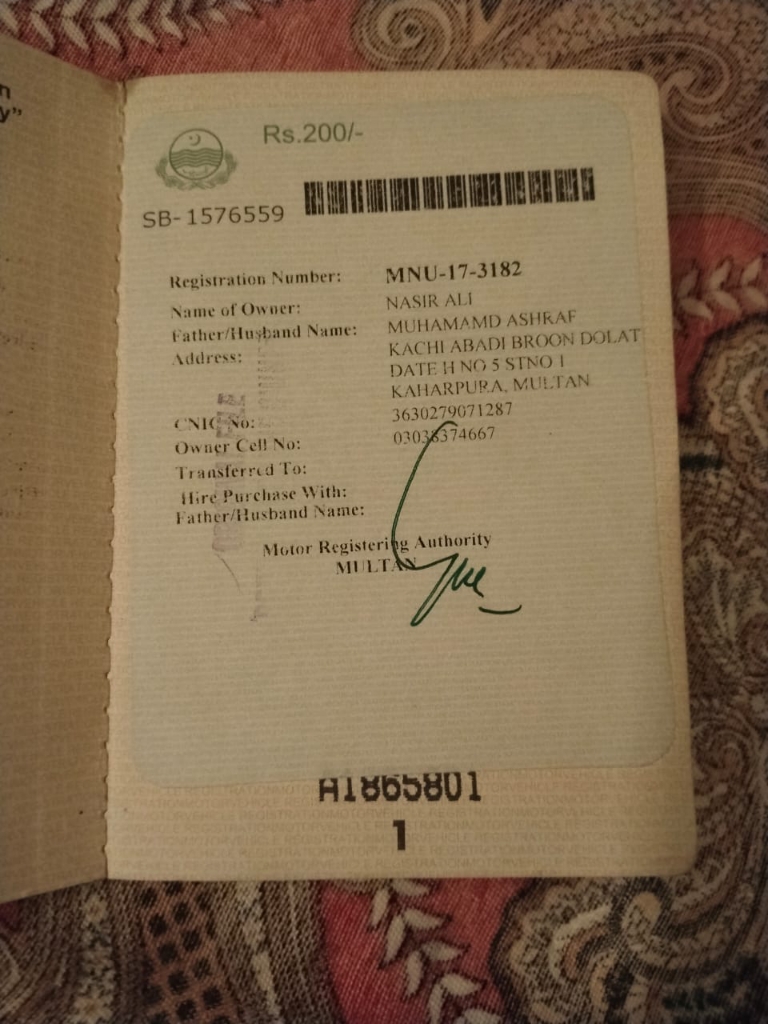 n
y"
Rs.200/-
SB-1576559
Registration Number: MNU-17-3182
Name of Owner: NASIR ALI
Father/Husband Name: MUHAMAMD ASHRAF
Address: KACHI ABADI BROON DOLAT
DATE H NO 5 STNO 1
KAHARPURA, MULTAN
CNIC No: 3630279071287
Owner Cell No: 03038374667
Transferred To:
Hire Purchase With:
Father/Husband Name:
Motor Registering Authority
MULTAN
A1865801
1